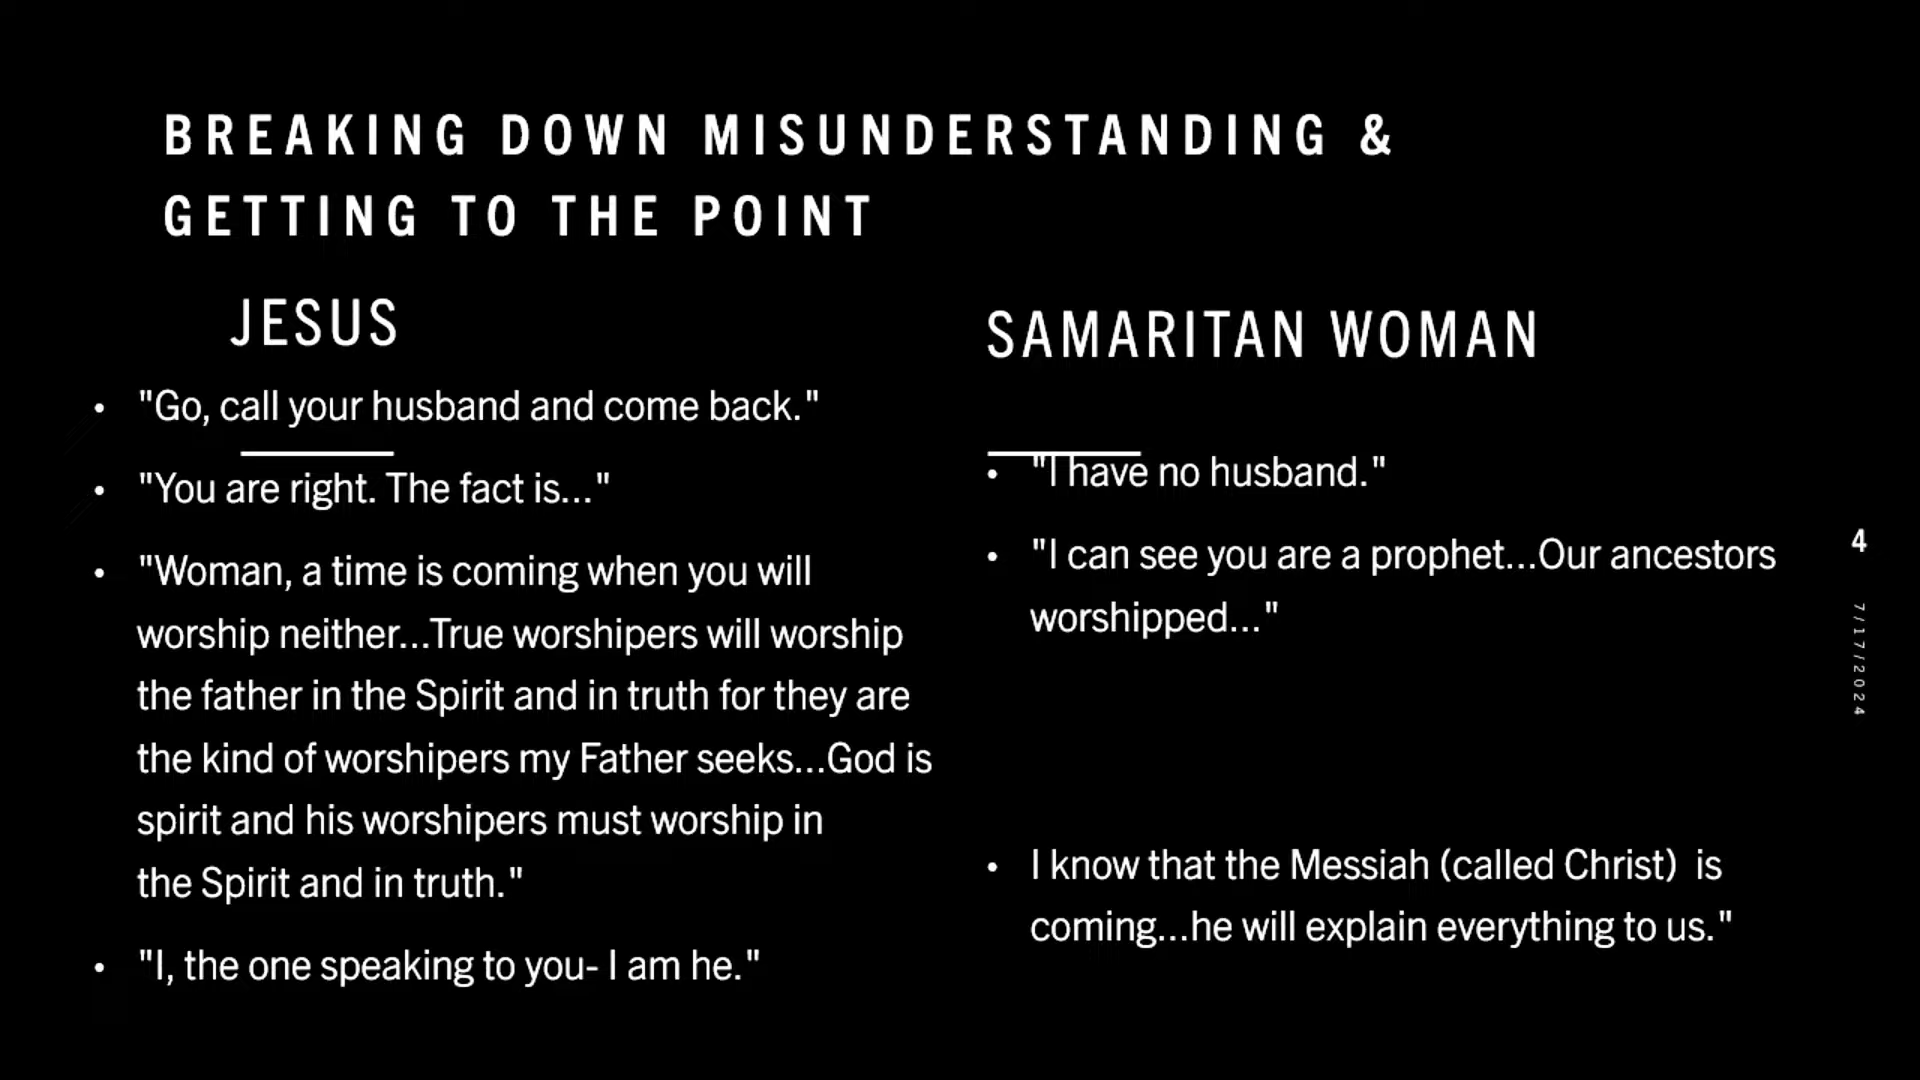 BREAKING DOWN MISUNDERSTANDING &
GETTING TO THE POINT
JESUS
• "Go, call your husband and come back."
• "You are right. The fact is..."
• "Woman, a time is coming when you will
worship neither...True worshipers will worship
the father in the Spirit and in truth for they are
the kind of worshipers my Father seeks...God is
spirit and his worshipers must worship in
the Spirit and in truth."
• "I, the one speaking to you- I am he."
SAMARITAN WOMAN
• "I have no husband."
• "I can see you are a prophet...Our ancestors
worshipped..."
• I know that the Messiah (called Christ)  is
coming...he will explain everything to us."
4
7/17/2024